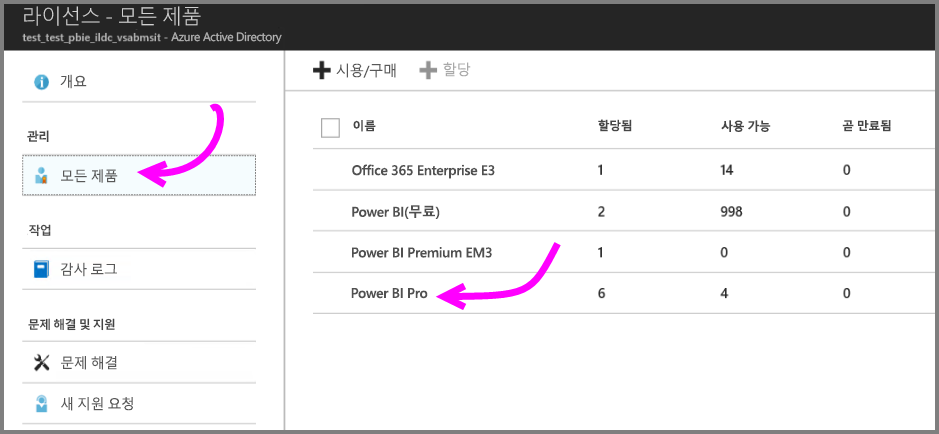 라이선스 - 모든 제품
test_test_pbie_ildc_vsabmsit - Azure Active Directory
개요
관리
모든 제품
작업
감사 로그
문제 해결 및 지원
문제 해결
새 지원 요청
시용/구매 할당
이름 할당됨 사용 가능 곧 만료됨
Office 365 Enterprise E3 1 14 0
Power BI(무료) 2 998 0
Power BI Premium EM3 1 0 0
Power BI Pro 6 4 0